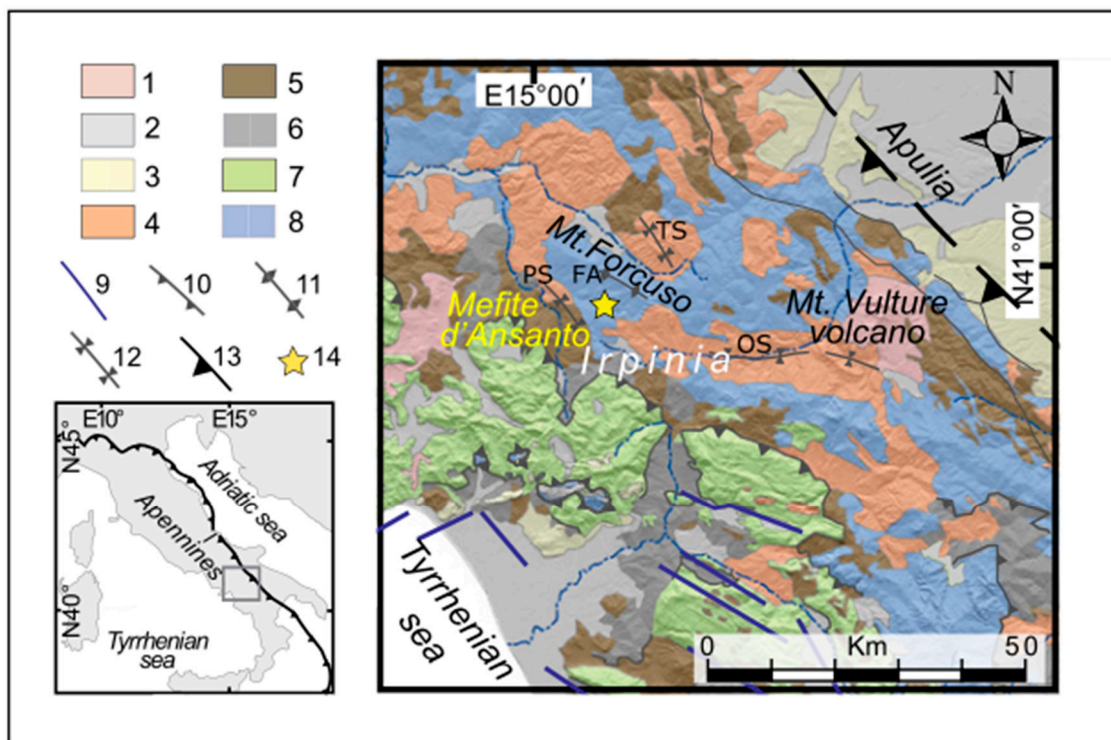 1
2
3
4
5
6
7
8
9
10
11
12
13
14
E10°
E15°
N45°
N40°
Adriatic sea
Apennines
Tyrrhenian
sea
E15°00′
N
Apulia
N41°00′
TS
Mt.Forcuso
PS
FA
Mefite
d'Ansanto
Mt. Vulture
volcano
OS
Irpinia
Tyrrhenian
sea
0 Km 50